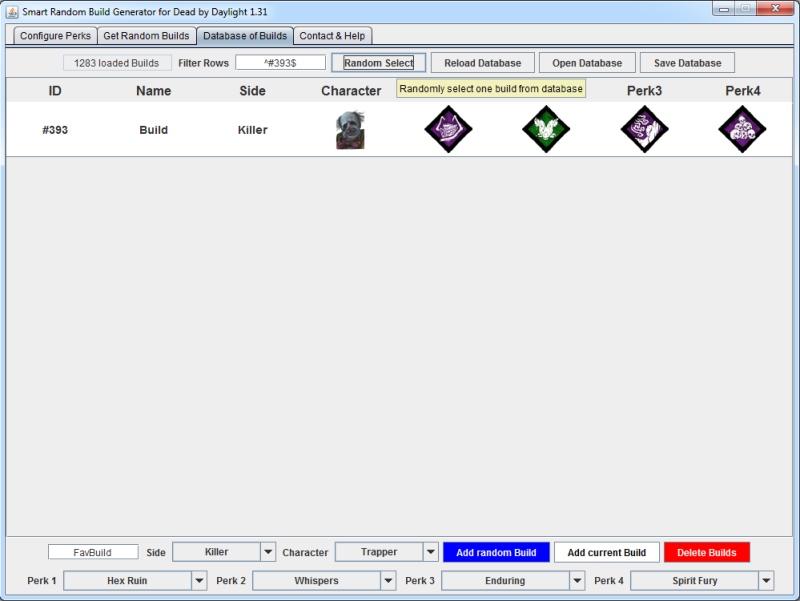 Smart Random Build Generator for Dead by Daylight 1.31
Configure Perks Get Random Builds Database of Builds Contact & Help
1283 loaded Builds Filter Rows ^#393$ Random Select Reload Database Open Database Save Database
Randomly select one build from database
ID Name Side Character Perk3 Perk4
#393 Build Killer
FavBuild Side Killer Character Trapper Add random Build Add current Build Delete Builds
Perk 1 Hex Ruin Perk 2 Whispers Perk 3 Enduring Perk 4 Spirit Fury